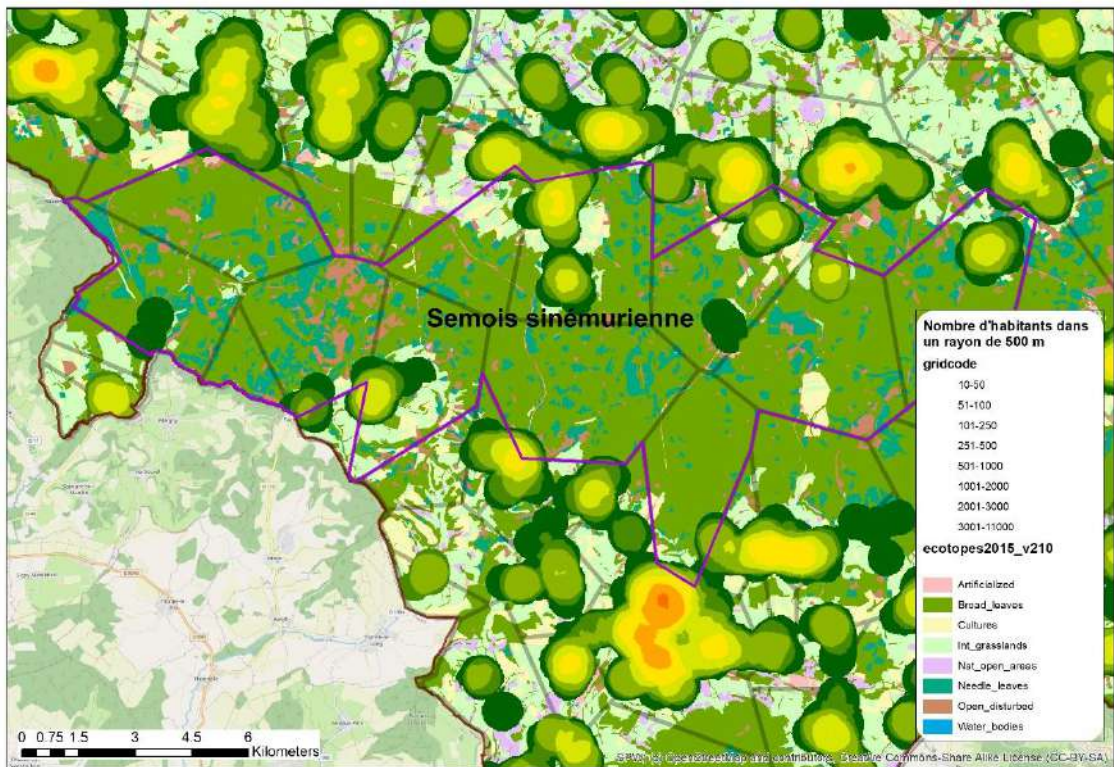 Semois sinémurienne
Nombre d'habitants dans
un rayon de 500 m
gridcode
10-50
51-100
101-250
251-500
501-1000
1001-2000
2001-3000
3001-11000
ecotopes2015_v210
Artificialized
Broad_leaves
Cultures
Int_grasslands
Nat_open_areas
Needle_leaves
Open_disturbed
Water_bodies
0 0.75 1.5 3 4.5 6
Kilometers
OpenStreetMap and contributors, Creative Commons-Share Alike License (CC-BY-SA)